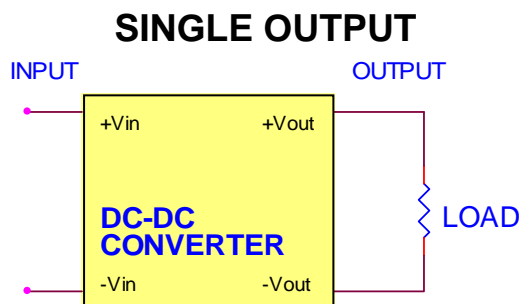 SINGLE OUTPUT
INPUT OUTPUT
+Vin +Vout
DC-DC
CONVERTER
LOAD
-Vin -Vout